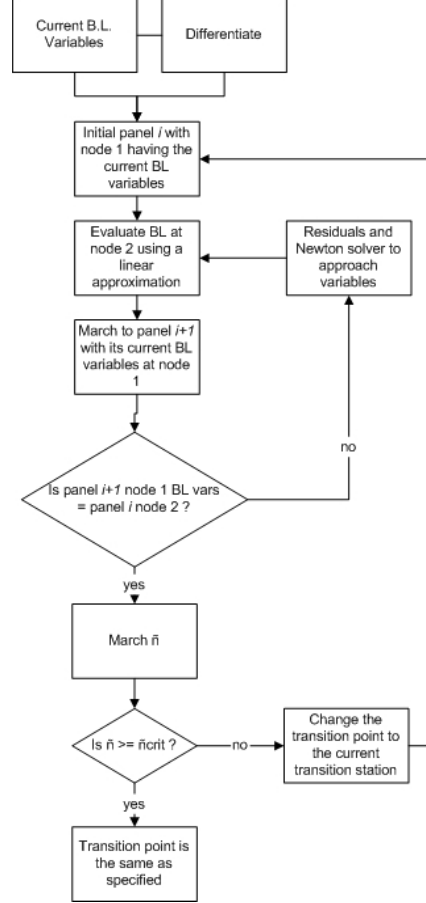 Current B.L.
Variables
Differentiate
Initial panel i with
node 1 having the
current BL
variables
Evaluate BL at
node 2 using a
linear
approximation
Residuals and
Newton solver to
approach
variables
March to panel i+1
with its current BL
variables at node
1
no
Is panel i+1 node 1 BL vars
= panel i node 2 ?
yes
March ñ
Is ñ >= ñcrit ?
no
Change the
transition point to
the current
transition station
yes
Transition point is
the same as
specified